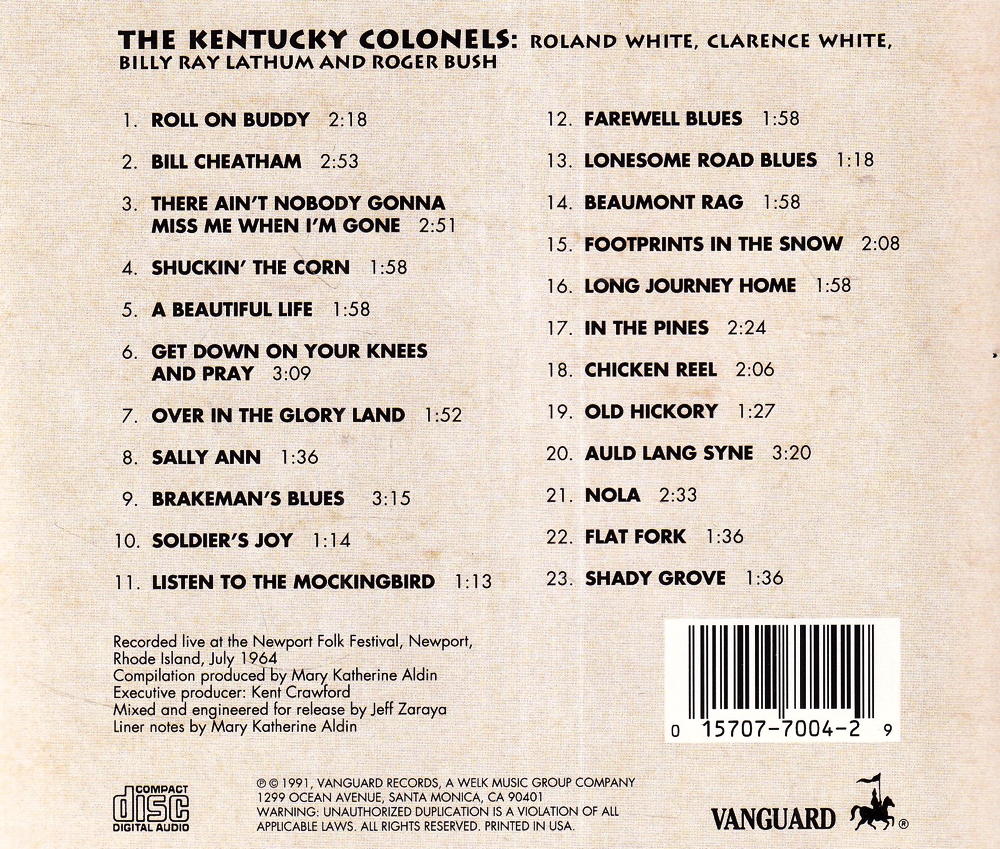 THE KENTUCKY COLONELS: ROLAND WHITE, CLARENCE WHITE,
BILLY RAY LATHUM AND ROGER BUSH
1. ROLL ON BUDDY 2:18
2. BILL CHEATHAM 2:53
3. THERE AIN'T NOBODY GONNA
MISS ME WHEN I'M GONE 2:51
4. SHUCKIN' THE CORN 1:58
5. A BEAUTIFUL LIFE 1:58
6. GET DOWN ON YOUR KNEES
AND PRAY 3:09
7. OVER IN THE GLORY LAND 1:52
8. SALLY ANN 1:36
9. BRAKEMAN'S BLUES 3:15
10. SOLDIER'S JOY 1:14
11. LISTEN TO THE MOCKINGBIRD 1:13
12. FAREWELL BLUES 1:58
13. LONESOME ROAD BLUES 1:18
14. BEAUMONT RAG 1:58
15. FOOTPRINTS IN THE SNOW 2:08
16. LONG JOURNEY HOME 1:58
17. IN THE PINES 2:24
18. CHICKEN REEL 2:06
19. OLD HICKORY 1:27
20. AULD LANG SYNE 3:20
21. NOLA 2:33
22. FLAT FORK 1:36
23. SHADY GROVE 1:36
Recorded live at the Newport Folk Festival, Newport,
Rhode Island, July 1964
Compilation produced by Mary Katherine Aldin
Executive producer: Kent Crawford
Mixed and engineered for release by Jeff Zaraya
Liner notes by Mary Katherine Aldin
0 15707-7004-2 9
COMPACT
disc
DIGITAL AUDIO
℗ © 1991, VANGUARD RECORDS, A WELK MUSIC GROUP COMPANY
1299 OCEAN AVENUE, SANTA MONICA, CA 90401
WARNING: UNAUTHORIZED DUPLICATION IS A VIOLATION OF ALL
APPLICABLE LAWS. ALL RIGHTS RESERVED. PRINTED IN USA.
VANGUARD ®